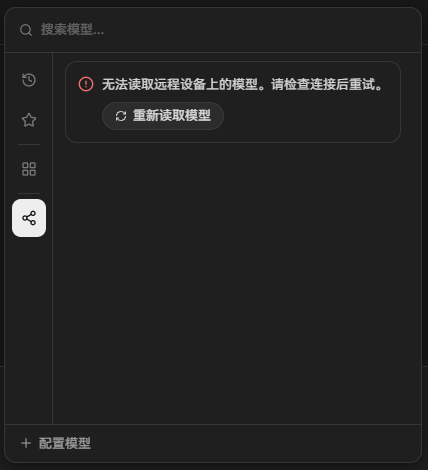 搜索模型...
无法读取远程设备上的模型。请检查连接后重试。
重新读取模型
配置模型